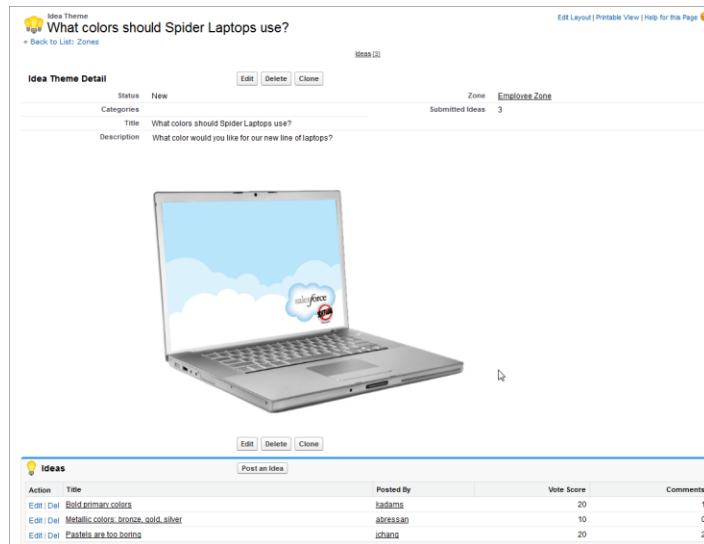 Idea Theme
What colors should Spider Laptops use?
Edit Layout | Printable View | Help for this Page
« Back to List: Zones
Ideas [3]
Idea Theme Detail Edit Delete Clone
Status New Zone Employee Zone
Categories Submitted Ideas 3
Title What colors should Spider Laptops use?
Description What color would you like for our new line of laptops?
salesforce
Edit Delete Clone
Ideas Post an Idea
Action Title Posted By Vote Score Comments
Edit | Del Bold primary colors kadams 20 1
Edit | Del Metallic colors: bronze, gold, silver abressan 10 0
Edit | Del Pastels are too boring jchang 20 2